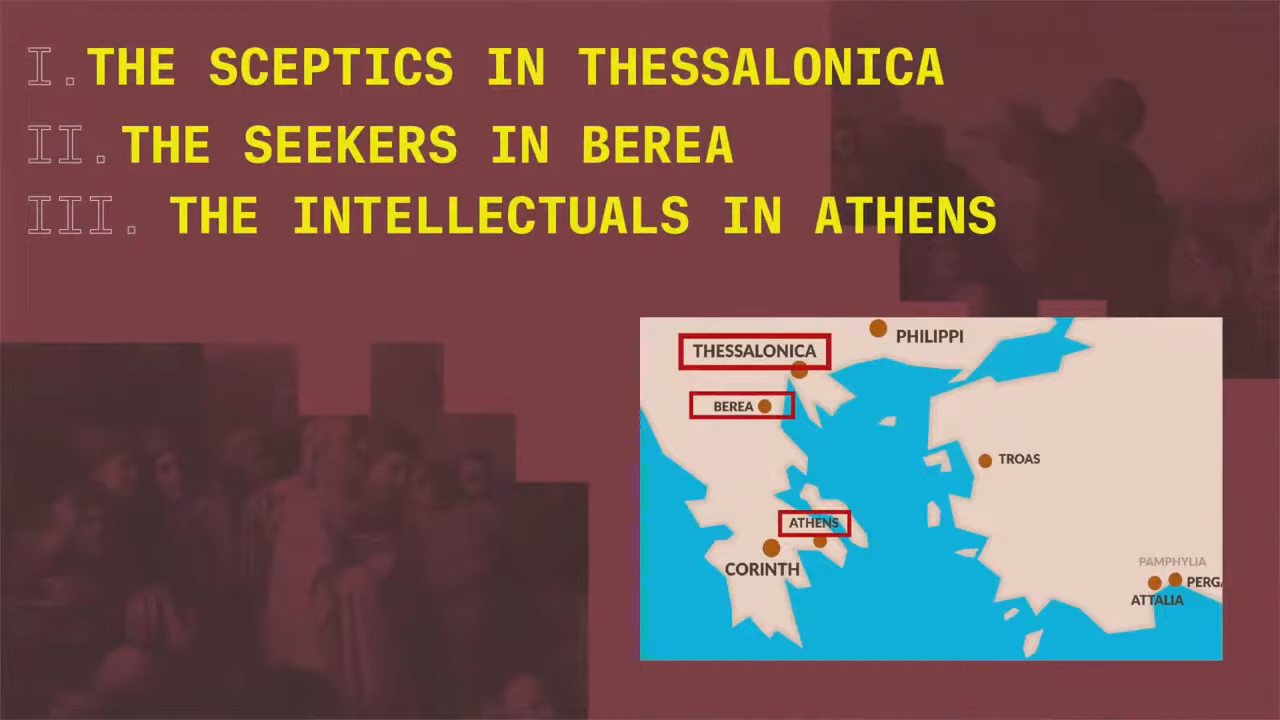 I. THE SCEPTICS IN THESSALONICA
II. THE SEEKERS IN BEREA
III. THE INTELLECTUALS IN ATHENS
PHILIPPI
THESSALONICA
BEREA
TROAS
ATHENS
CORINTH
PAMPHYLIA
PERGA
ATTALIA